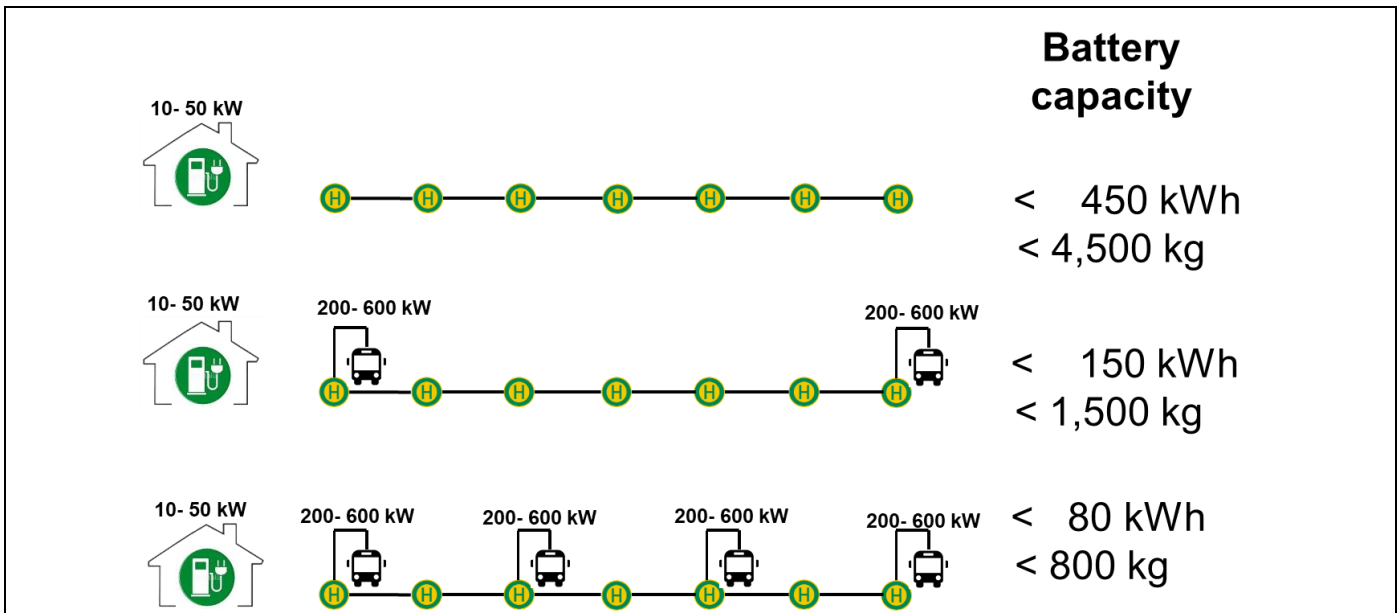 Battery
capacity
10- 50 kW
H H H H H H H
< 450 kWh
< 4,500 kg
10- 50 kW
200- 600 kW
200- 600 kW
H H H H H H H
< 150 kWh
< 1,500 kg
10- 50 kW
200- 600 kW
200- 600 kW
200- 600 kW
200- 600 kW
H H H H H H H
< 80 kWh
< 800 kg